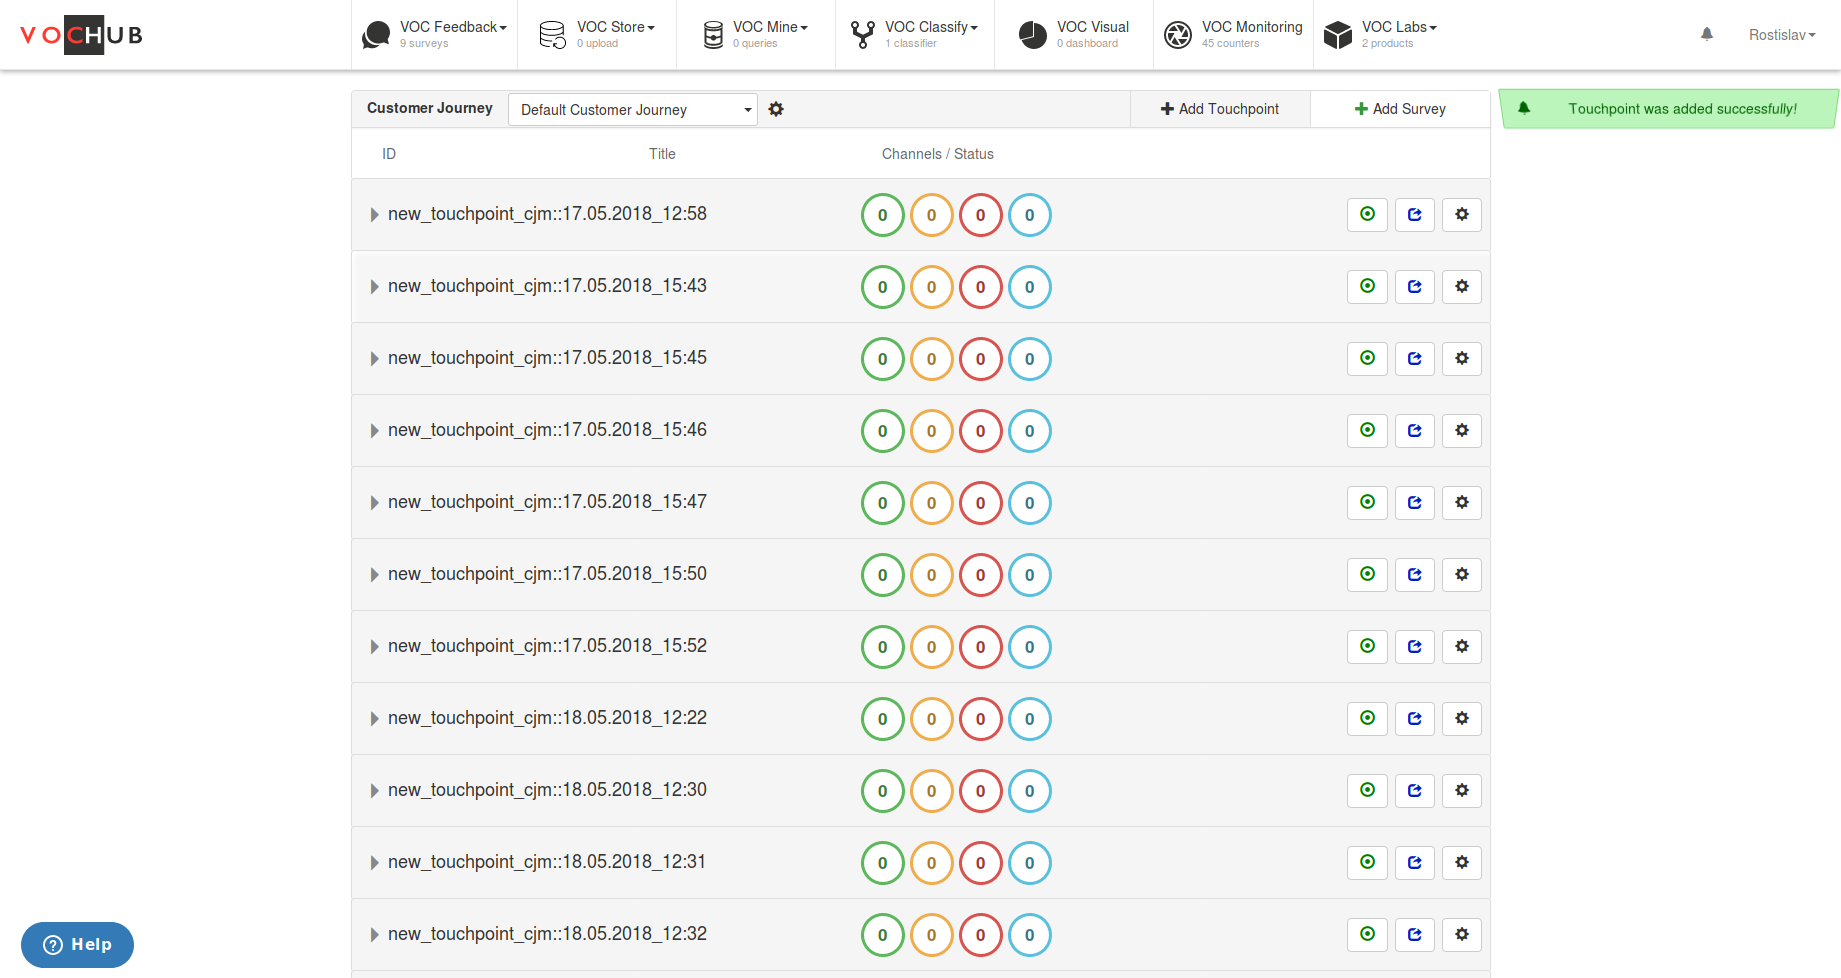 VOCHUB
VOC Feedback
9 surveys
VOC Store
0 upload
VOC Mine
0 queries
VOC Classify
1 classifier
VOC Visual
0 dashboard
VOC Monitoring
45 counters
VOC Labs
2 products
Rostislav
Customer Journey
Default Customer Journey
Add Touchpoint
Add Survey
Touchpoint was added successfully!
ID Title Channels / Status
new_touchpoint_cjm::17.05.2018_12:58 0 0 0 0
new_touchpoint_cjm::17.05.2018_15:43 0 0 0 0
new_touchpoint_cjm::17.05.2018_15:45 0 0 0 0
new_touchpoint_cjm::17.05.2018_15:46 0 0 0 0
new_touchpoint_cjm::17.05.2018_15:47 0 0 0 0
new_touchpoint_cjm::17.05.2018_15:50 0 0 0 0
new_touchpoint_cjm::17.05.2018_15:52 0 0 0 0
new_touchpoint_cjm::18.05.2018_12:22 0 0 0 0
new_touchpoint_cjm::18.05.2018_12:30 0 0 0 0
new_touchpoint_cjm::18.05.2018_12:31 0 0 0 0
new_touchpoint_cjm::18.05.2018_12:32 0 0 0 0
Help